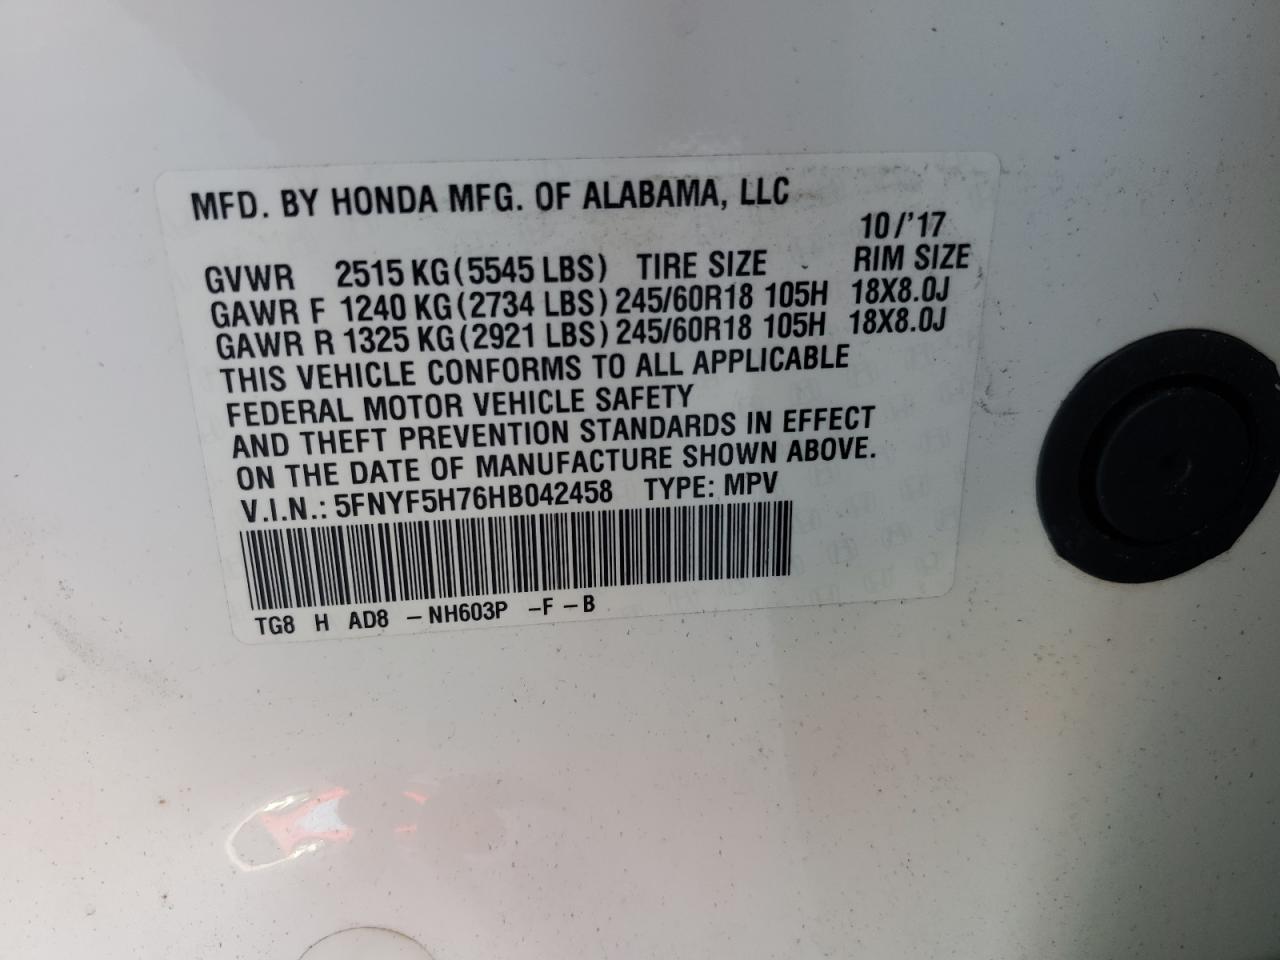 MFD. BY HONDA MFG. OF ALABAMA, LLC
10/'17
GVWR 2515 KG (5545 LBS) TIRE SIZE RIM SIZE
GAWR F 1240 KG (2734 LBS) 245/60R18 105H 18X8.0J
GAWR R 1325 KG (2921 LBS) 245/60R18 105H 18X8.0J
THIS VEHICLE CONFORMS TO ALL APPLICABLE
FEDERAL MOTOR VEHICLE SAFETY
AND THEFT PREVENTION STANDARDS IN EFFECT
ON THE DATE OF MANUFACTURE SHOWN ABOVE.
V.I.N.: 5FNYF5H76HB042458 TYPE: MPV
TG8 H AD8 -NH603P -F -B